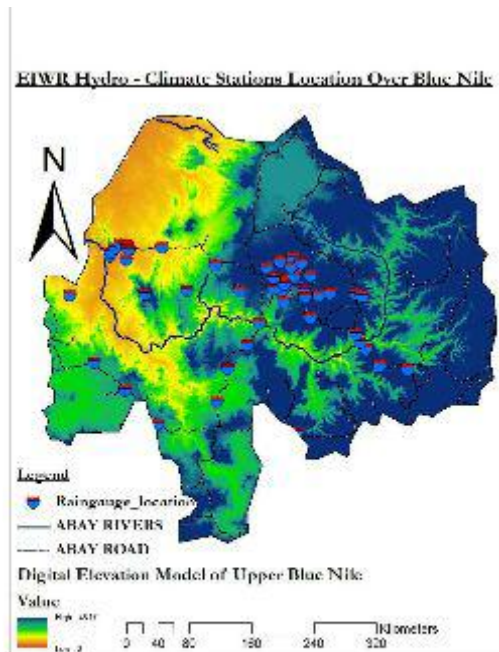 EIWR Hydro - Climate Stations Location Over Blue Nile
N
Legend
Raingauge_location
ABAY RIVERS
ABAY ROAD
Digital Elevation Model of Upper Blue Nile
Value
Kilometers
0 40 80 160 240 320